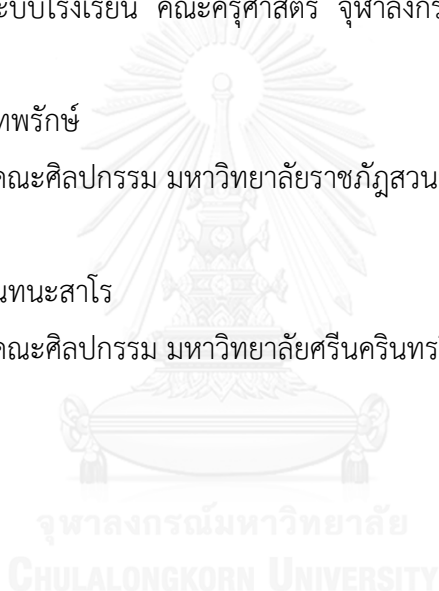 ะบบโรงเรียน คณะครุศาสตร์ จุฬาลงกร
ทพรักษ์
คณะศิลปกรรม มหาวิทยาลัยราชภัฎสวน
นทนะสาโร
คณะศิลปกรรม มหาวิทยาลัยศรีนครินทร
จุฬาลงกรณ์มหาวิทยาลัย
CHULALONGKORN UNIVERSITY